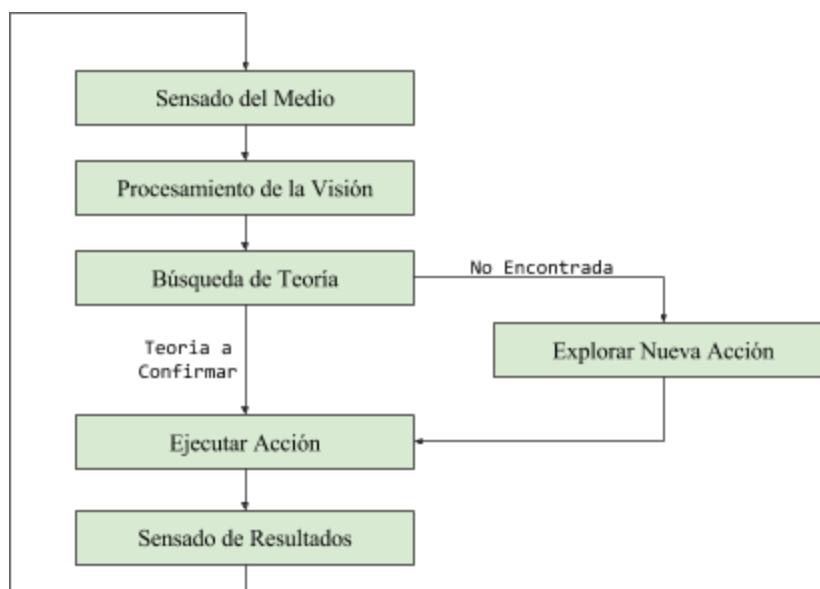 Sensado del Medio
Procesamiento de la Visión
Búsqueda de Teoría
No Encontrada
Explorar Nueva Acción
Teoria a
Confirmar
Ejecutar Acción
Sensado de Resultados